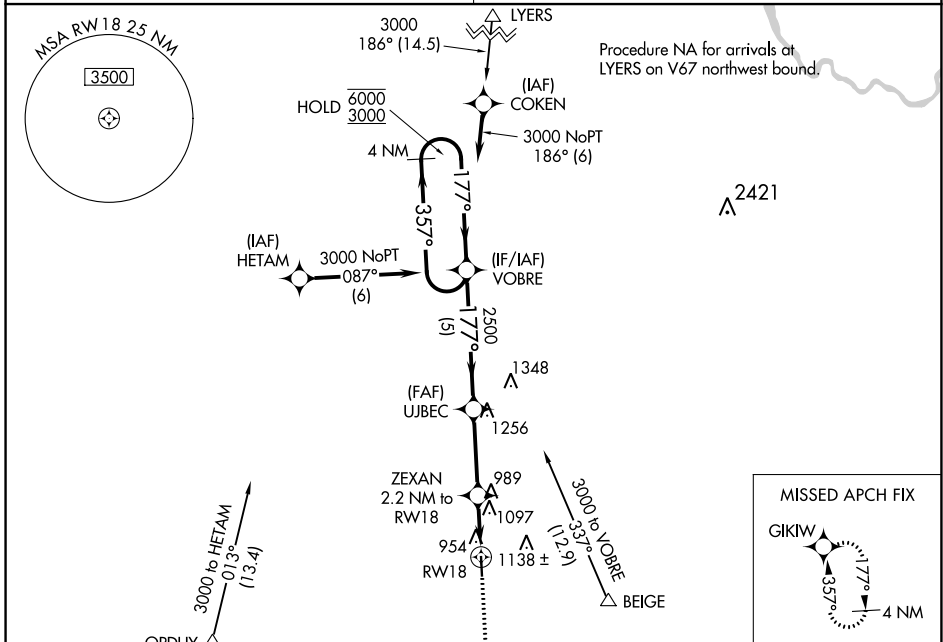 MSA RW18 25 NM
3500
LYERS
3000
186° (14.5)
Procedure NA for arrivals at
LYERS on V67 northwest bound.
(IAF)
COKEN
HOLD 6000
3000
3000 NoPT
186° (6)
4 NM
177°
357°
2421
(IAF)
HETAM
3000 NoPT
087°
(6)
(IF/IAF)
VOBRE
2500
177°
(5)
1348
(FAF)
UJBEC
1256
ZEXAN
2.2 NM to
RW18
989
1097
954
1138 ±
RW18
3000 to HETAM
013°
(13.4)
3000 to VOBRE
337°
(12.9)
BEIGE
MISSED APCH FIX
GIKIW
177°
357°
4 NM